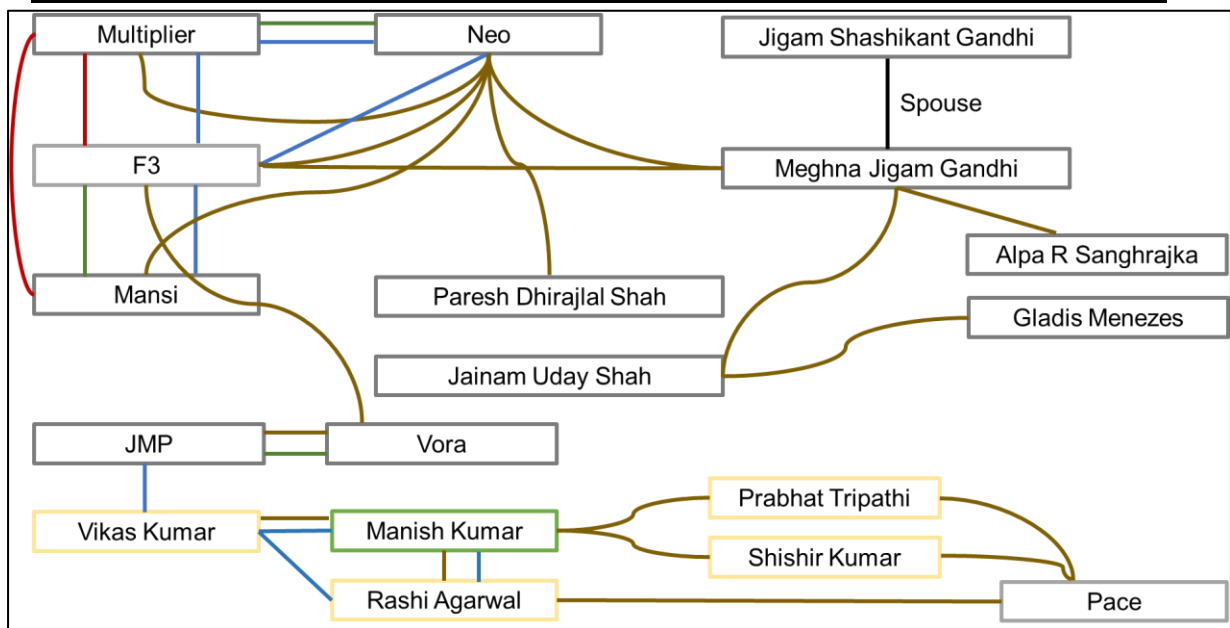 Multiplier
Neo
Jigam Shashikant Gandhi
Spouse
F3
Meghna Jigam Gandhi
Alpa R Sanghrajka
Mansi
Paresh Dhirajlal Shah
Gladis Menezes
Jainam Uday Shah
JMP
Vora
Prabhat Tripathi
Vikas Kumar
Manish Kumar
Shishir Kumar
Rashi Agarwal
Pace